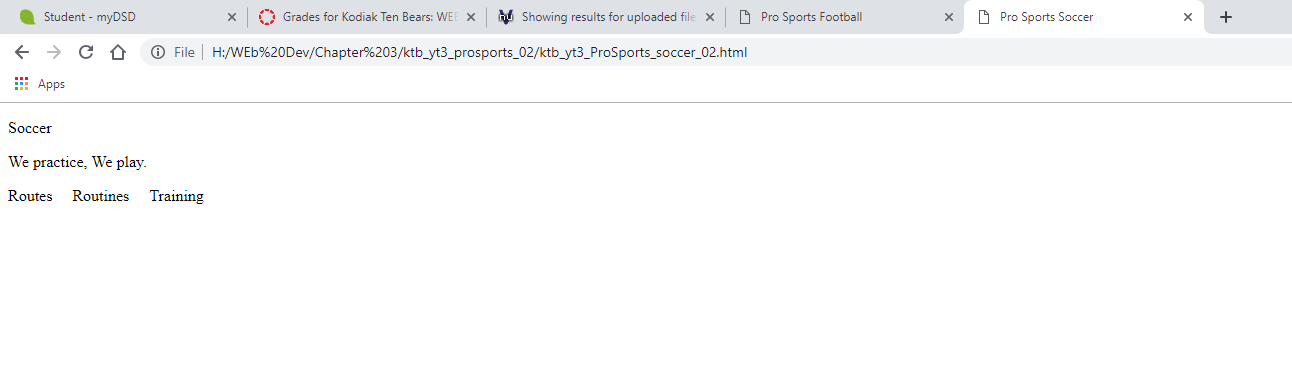 Student - myDSD
Grades for Kodiak Ten Bears: WEB
Showing results for uploaded file
Pro Sports Football
Pro Sports Soccer
File
H:/WEb%20Dev/Chapter%203/ktb_yt3_prosports_02/ktb_yt3_ProSports_soccer_02.html
Apps
Soccer
We practice, We play.
Routes Routines Training